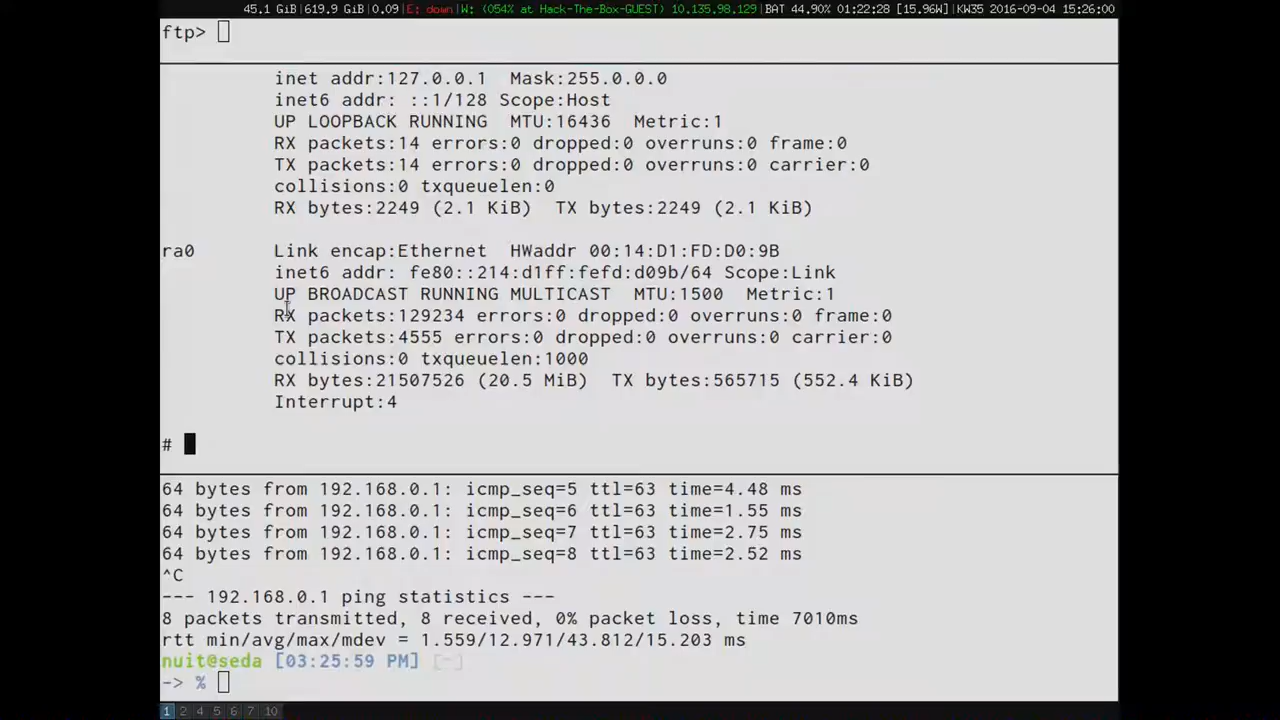 45.1 GiB|619.9 GiB|0.09|E: down|W: (054% at Hack-The-Box-GUEST) 10.135.98.129|BAT 44.90% 01:22:28 [15.96W]|KW35 2016-09-04 15:26:00
ftp>
inet addr:127.0.0.1  Mask:255.0.0.0
inet6 addr: ::1/128 Scope:Host
UP LOOPBACK RUNNING  MTU:16436  Metric:1
RX packets:14 errors:0 dropped:0 overruns:0 frame:0
TX packets:14 errors:0 dropped:0 overruns:0 carrier:0
collisions:0 txqueuelen:0
RX bytes:2249 (2.1 KiB)  TX bytes:2249 (2.1 KiB)
ra0       Link encap:Ethernet  HWaddr 00:14:D1:FD:D0:9B
inet6 addr: fe80::214:d1ff:fefd:d09b/64 Scope:Link
UP BROADCAST RUNNING MULTICAST  MTU:1500  Metric:1
RX packets:129234 errors:0 dropped:0 overruns:0 frame:0
TX packets:4555 errors:0 dropped:0 overruns:0 carrier:0
collisions:0 txqueuelen:1000
RX bytes:21507526 (20.5 MiB)  TX bytes:565715 (552.4 KiB)
Interrupt:4
#
64 bytes from 192.168.0.1: icmp_seq=5 ttl=63 time=4.48 ms
64 bytes from 192.168.0.1: icmp_seq=6 ttl=63 time=1.55 ms
64 bytes from 192.168.0.1: icmp_seq=7 ttl=63 time=2.75 ms
64 bytes from 192.168.0.1: icmp_seq=8 ttl=63 time=2.52 ms
^C
--- 192.168.0.1 ping statistics ---
8 packets transmitted, 8 received, 0% packet loss, time 7010ms
rtt min/avg/max/mdev = 1.559/12.971/43.812/15.203 ms
nuit@seda [03:25:59 PM] [~]
-> %
1 2 4 5 6 7 10